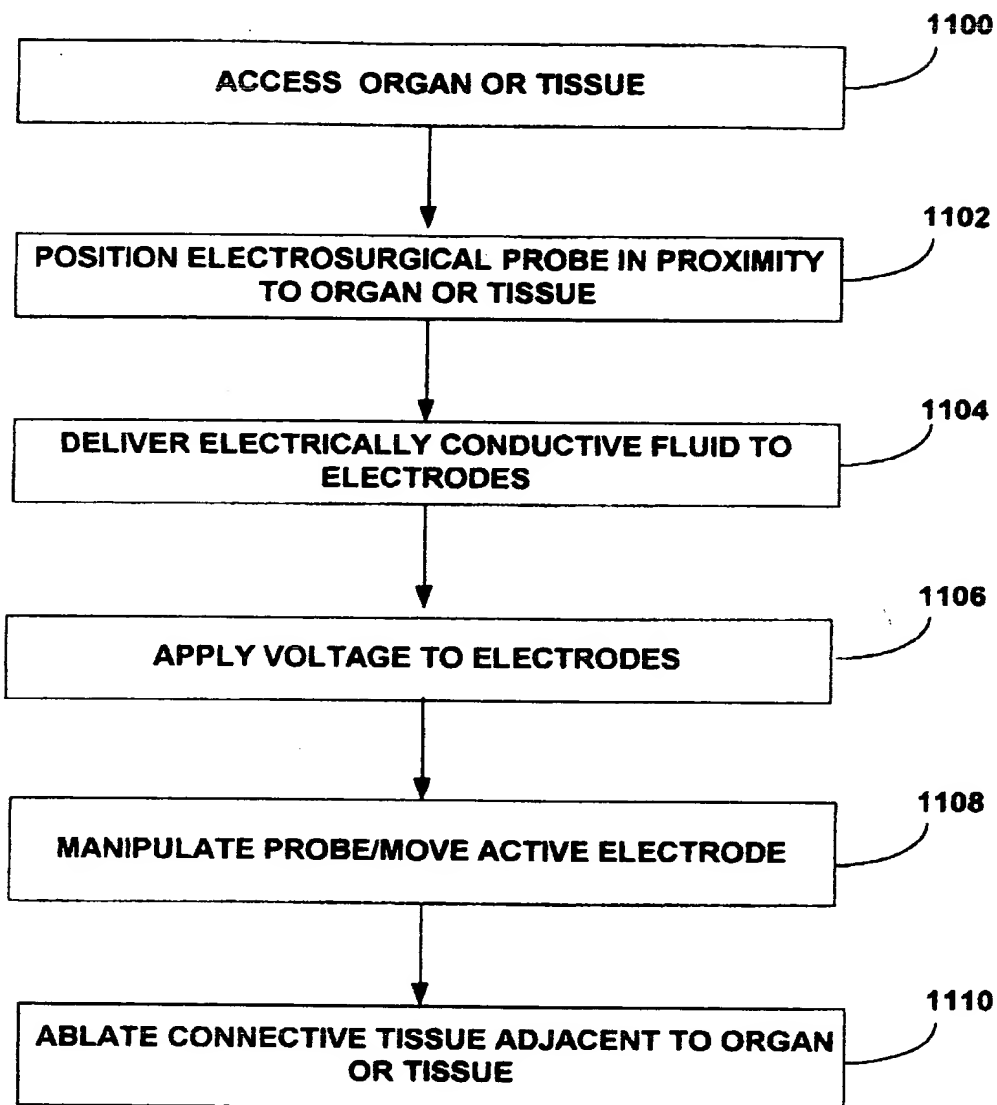 1100
ACCESS ORGAN OR TISSUE
1102
POSITION ELECTROSURGICAL PROBE IN PROXIMITY
TO ORGAN OR TISSUE
1104
DELIVER ELECTRICALLY CONDUCTIVE FLUID TO
ELECTRODES
1106
APPLY VOLTAGE TO ELECTRODES
1108
MANIPULATE PROBE/MOVE ACTIVE ELECTRODE
1110
ABLATE CONNECTIVE TISSUE ADJACENT TO ORGAN
OR TISSUE